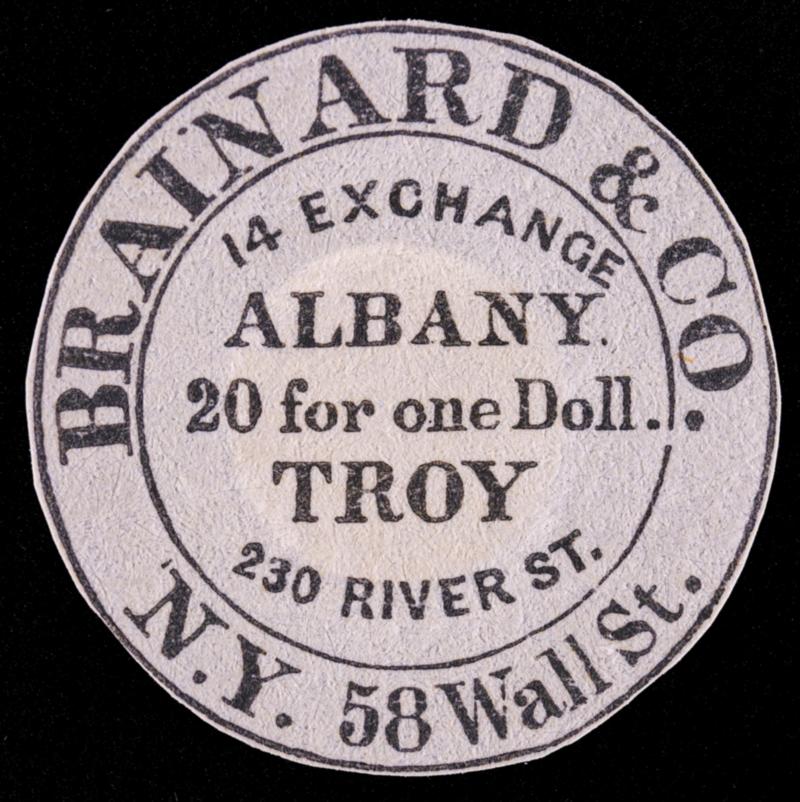 BRAINARD & CO.
14 EXCHANGE
ALBANY.
20 for one Doll.
TROY
230 RIVER ST.
N.Y. 58 Wall St.